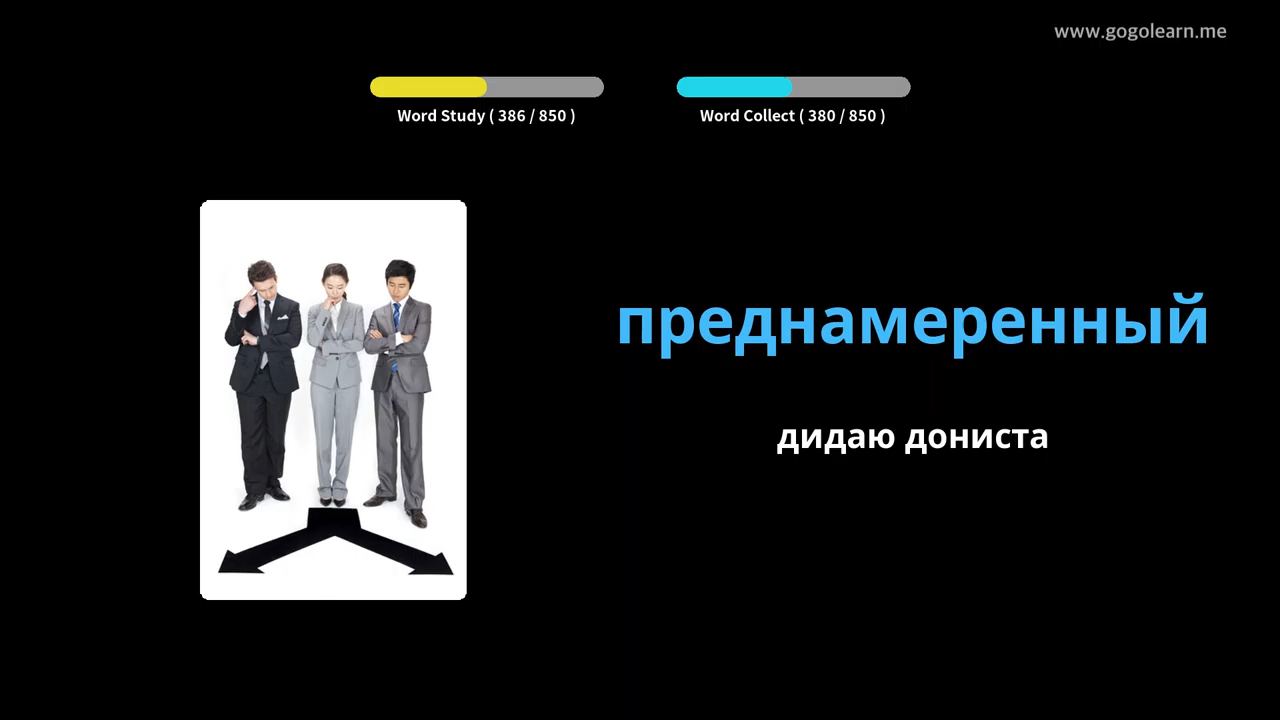 www.gogolearn.me
Word Study ( 386 / 850 )
Word Collect ( 380 / 850 )
преднамеренный
дидаю дониста